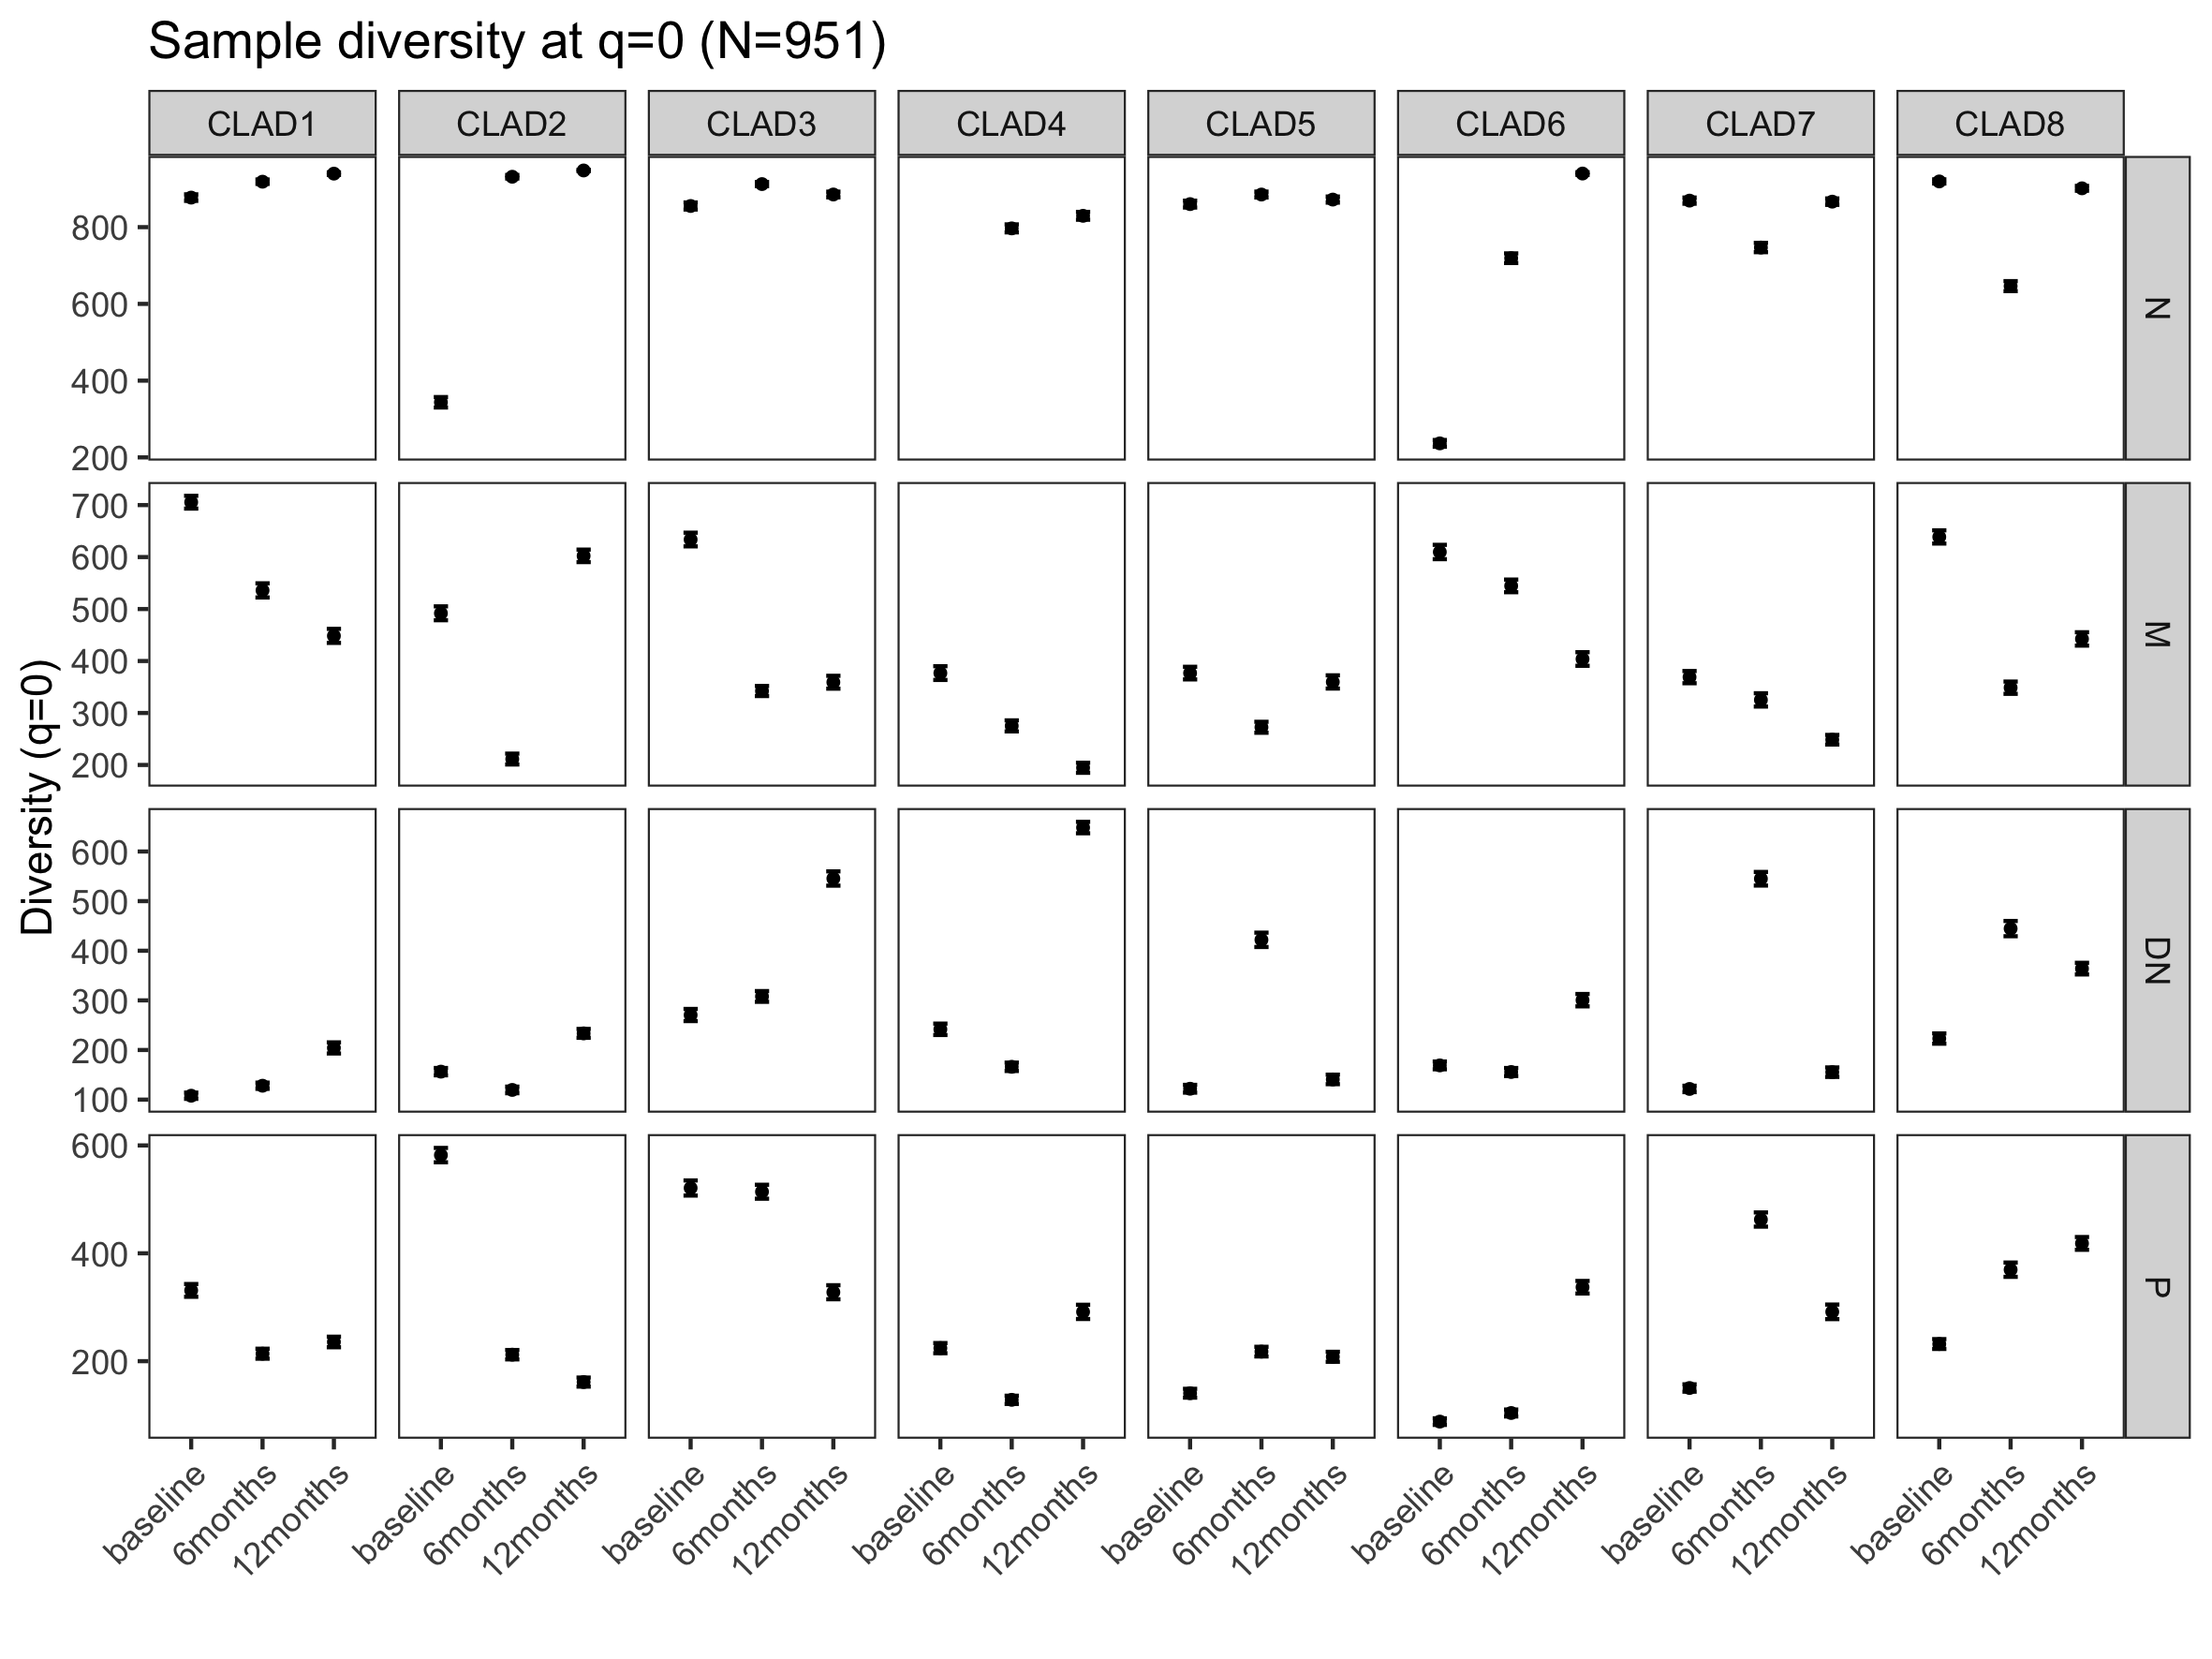 Sample diversity at q=0 (N=951)
CLAD1 CLAD2 CLAD3 CLAD4 CLAD5 CLAD6 CLAD7 CLAD8
Diversity (q=0)
800
600
400
200
N
700
600
500
400
300
200
M
600
500
400
300
200
100
DN
600
400
200
P
baseline 6months 12months baseline 6months 12months baseline 6months 12months baseline 6months 12months baseline 6months 12months baseline 6months 12months baseline 6months 12months baseline 6months 12months